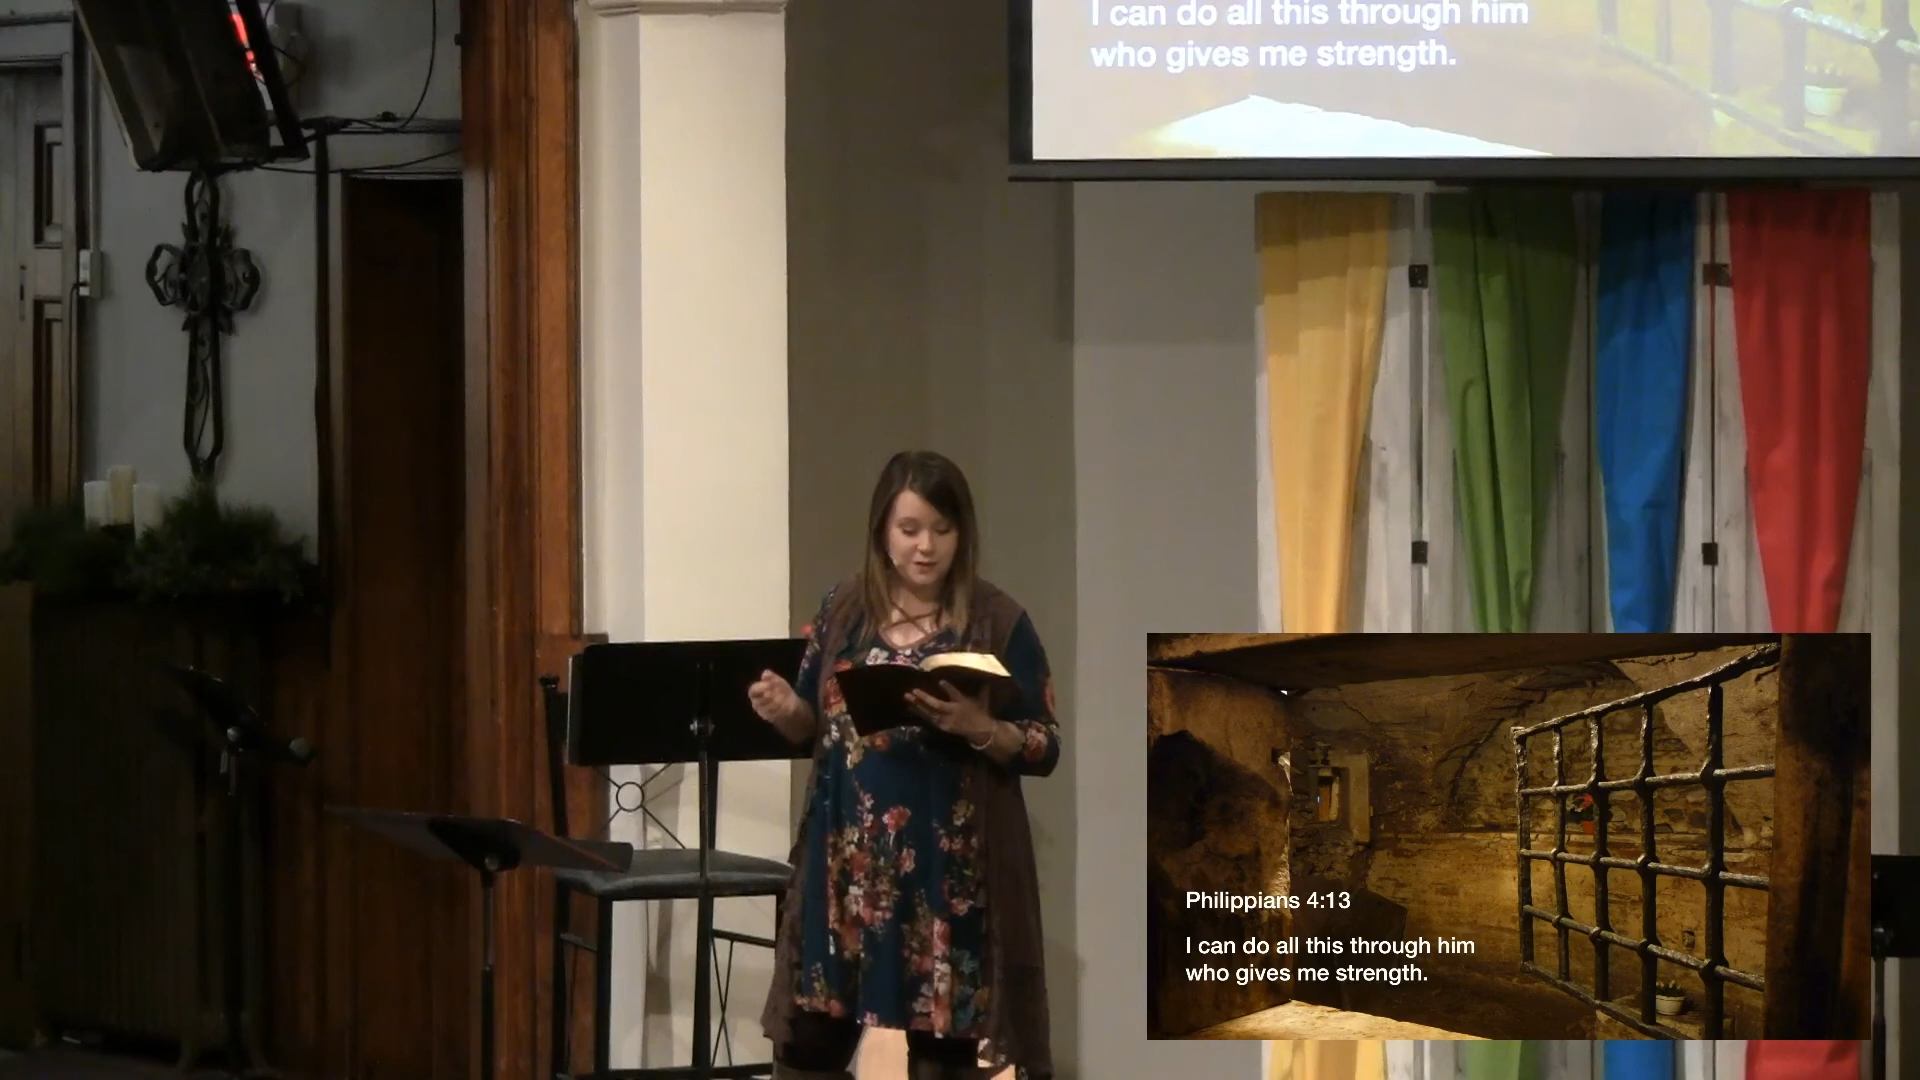 I can do all this through him
who gives me strength.
Philippians 4:13
I can do all this through him
who gives me strength.